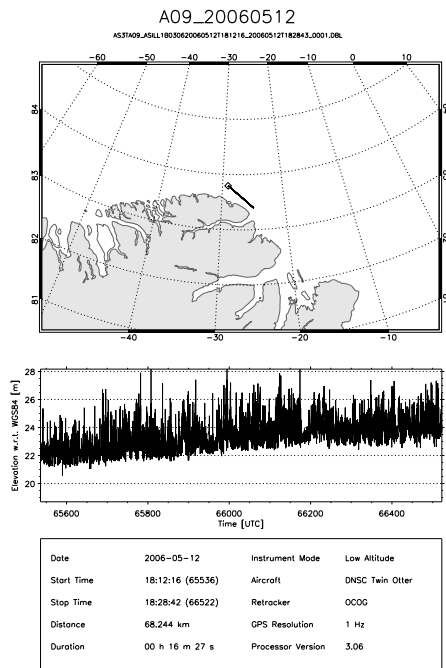 A09_20060512
AS3TA09_ASIWL1B030620060512T181216_20060512T182843_0001.DBL
-60 -50 -40 -30 -20 -10 0 10
84
83
82
81
-40 -30 -20 -10
28
26
24
22
20
Elevation w.r.t. WGS84 [m]
65600 65800 66000 66200 66400
Time [UTC]
Date 2006-05-12 Instrument Mode Low Altitude
Start Time 18:12:16 (65536) Aircraft DNSC Twin Otter
Stop Time 18:28:42 (66522) Retracker OCOG
Distance 68.244 km GPS Resolution 1 Hz
Duration 00 h 16 m 27 s Processor Version 3.06